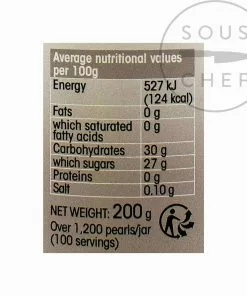 SOUS
CHEF
Average nutritional values
per 100g
Energy 527 kJ
(124 kcal)
Fats 0 g
which saturated 0 g
fatty acids
Carbohydrates 30 g
which sugars 27 g
Proteins 0 g
Salt 0.10 g
NET WEIGHT: 200 g
Over 1,200 pearls/jar
(100 servings)